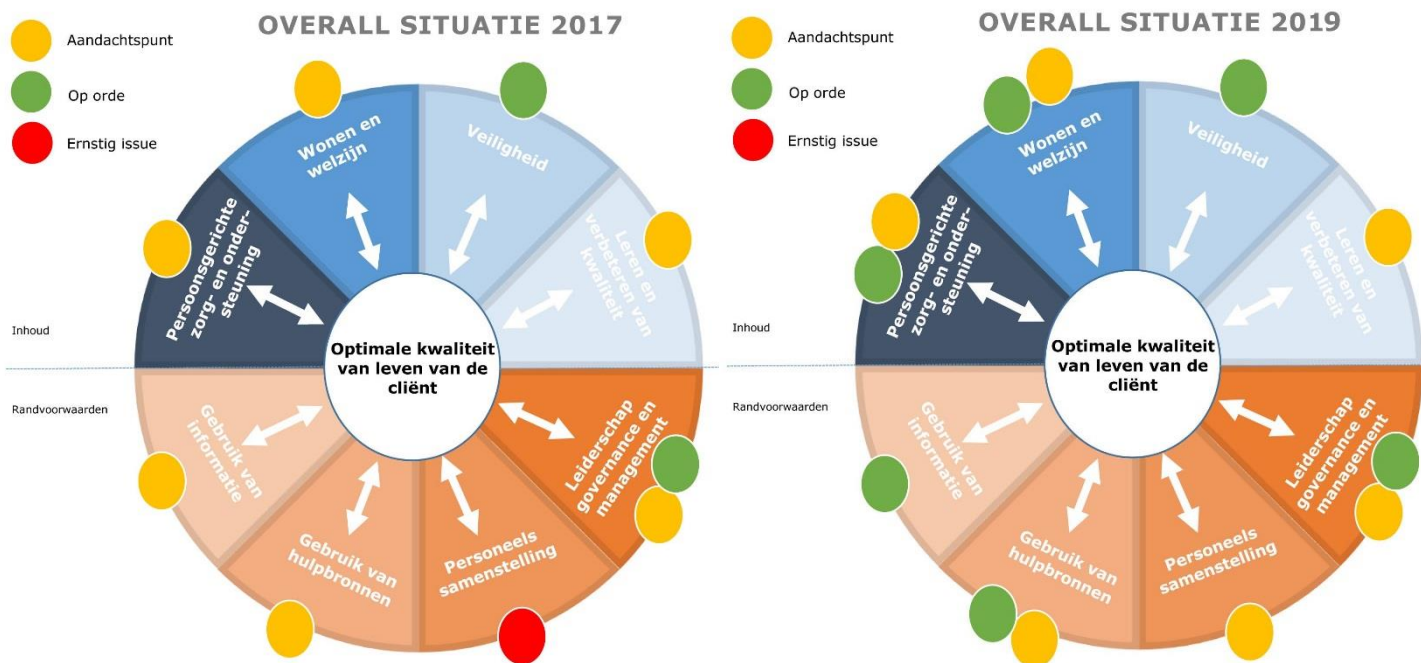 OVERALL SITUATIE 2017
Aandachtspunt
Op orde
Ernstig issue
Wonen en
welzijn
Veiligheid
Leren en
verbeteren van
kwaliteit
Persoonsgerichte
zorg- en onder-
steuning
Inhoud
Optimale kwaliteit
van leven van de
cliënt
Randvoorwaarden
Gebruik van
informatie
Leiderschap
governance en
management
Gebruik van
hulpbronnen
Personeels
samenstelling
OVERALL SITUATIE 2019
Aandachtspunt
Op orde
Ernstig issue
Wonen en
welzijn
Veiligheid
Leren en
verbeteren van
kwaliteit
Persoonsgerichte
zorg- en onder-
steuning
Inhoud
Optimale kwaliteit
van leven van de
cliënt
Randvoorwaarden
Gebruik van
informatie
Leiderschap
governance en
management
Gebruik van
hulpbronnen
Personeels
samenstelling